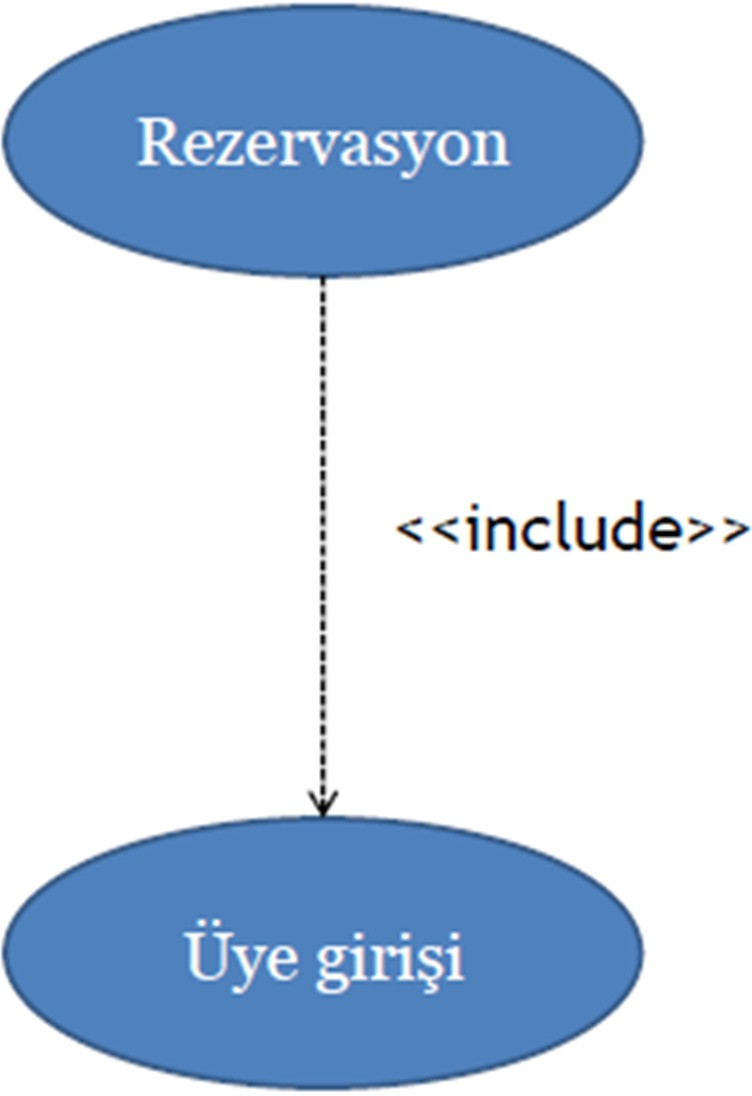 Rezervasyon
<<include>>
Üye girişi